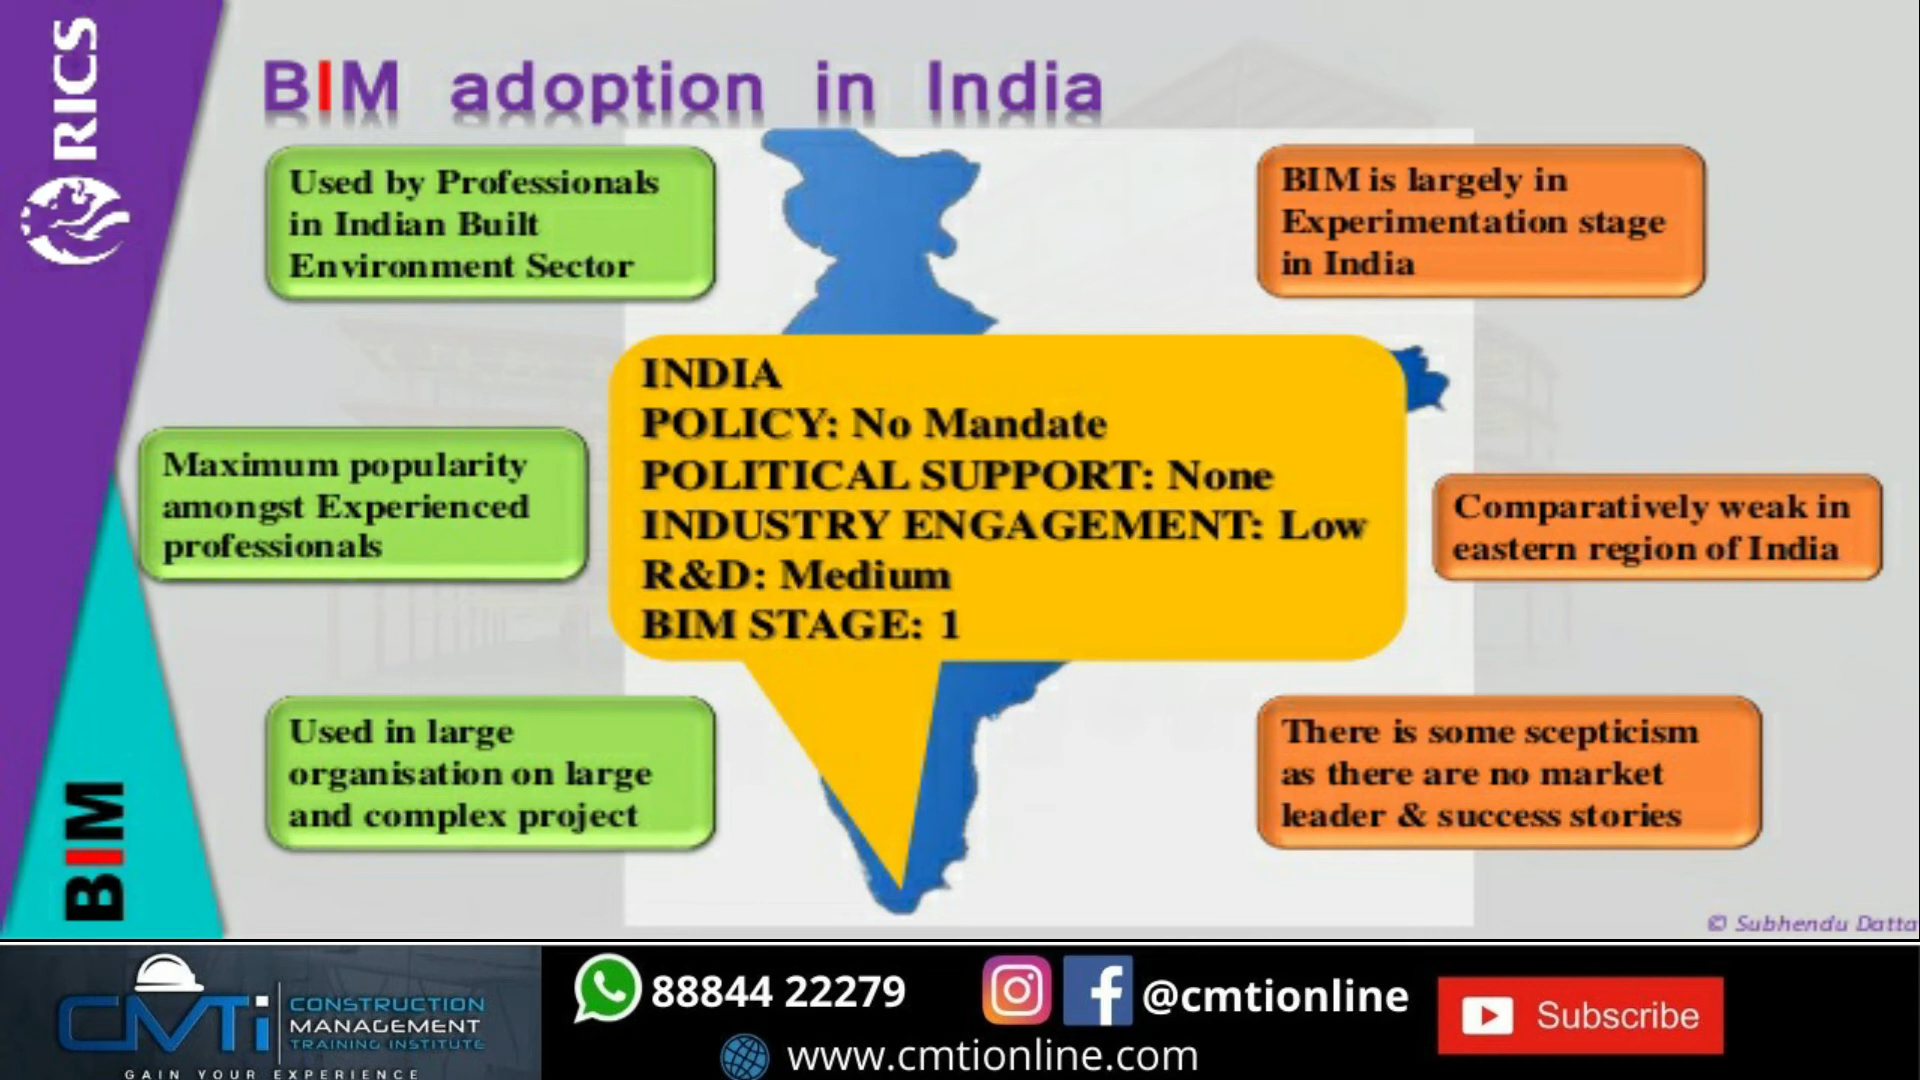 RICS
BIM adoption in India
Used by Professionals
in Indian Built
Environment Sector
BIM is largely in
Experimentation stage
in India
INDIA
POLICY: No Mandate
POLITICAL SUPPORT: None
INDUSTRY ENGAGEMENT: Low
R&D: Medium
BIM STAGE: 1
Maximum popularity
amongst Experienced
professionals
Comparatively weak in
eastern region of India
Used in large
organisation on large
and complex project
There is some scepticism
as there are no market
leader & success stories
BIM
© Subhendu Datta
CMTi
CONSTRUCTION
MANAGEMENT
TRAINING INSTITUTE
GAIN YOUR EXPERIENCE
88844 22279
@cmtionline
www.cmtionline.com
Subscribe